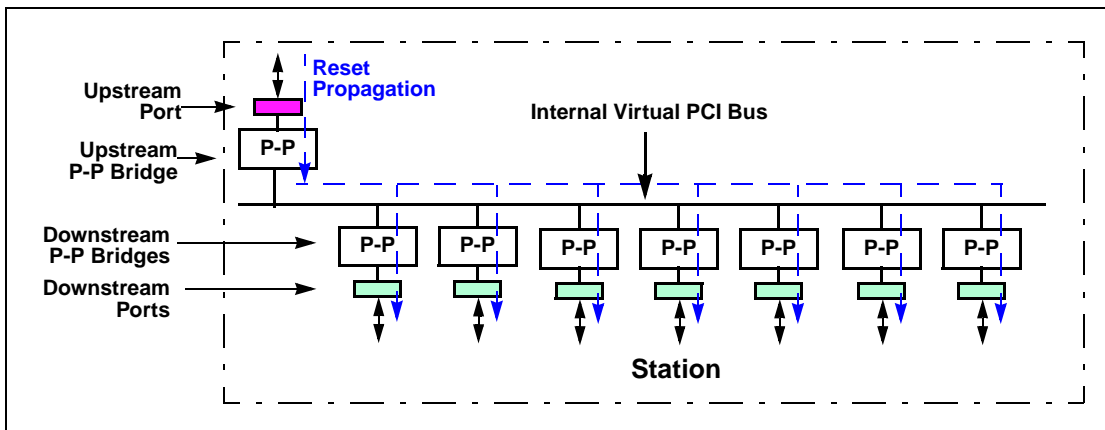 Reset
Propagation
Upstream
Port
Internal Virtual PCI Bus
Upstream
P-P Bridge
P-P
Downstream
P-P Bridges
P-P
P-P
P-P
P-P
P-P
P-P
P-P
Downstream
Ports
Station